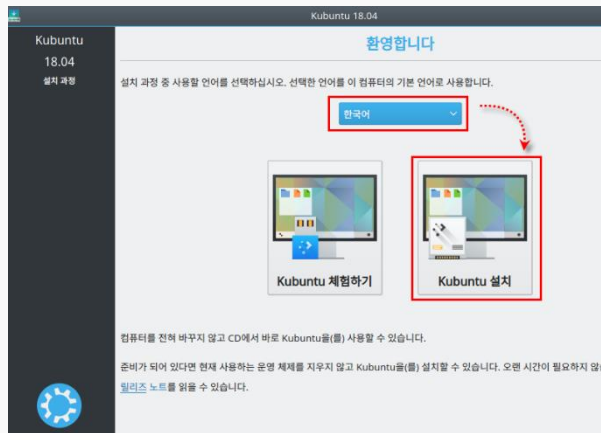 Kubuntu 18.04
Kubuntu
18.04
설치 과정
환영합니다
설치 과정 중 사용할 언어를 선택하십시오. 선택한 언어를 이 컴퓨터의 기본 언어로 사용합니다.
한국어
Kubuntu 체험하기
Kubuntu 설치
컴퓨터를 전혀 바꾸지 않고 CD에서 바로 Kubuntu을(를) 사용할 수 있습니다.
준비가 되어 있다면 현재 사용하는 운영 체제를 지우지 않고 Kubuntu을(를) 설치할 수 있습니다. 오랜 시간이 필요하지 않
릴리즈 노트를 읽을 수 있습니다.